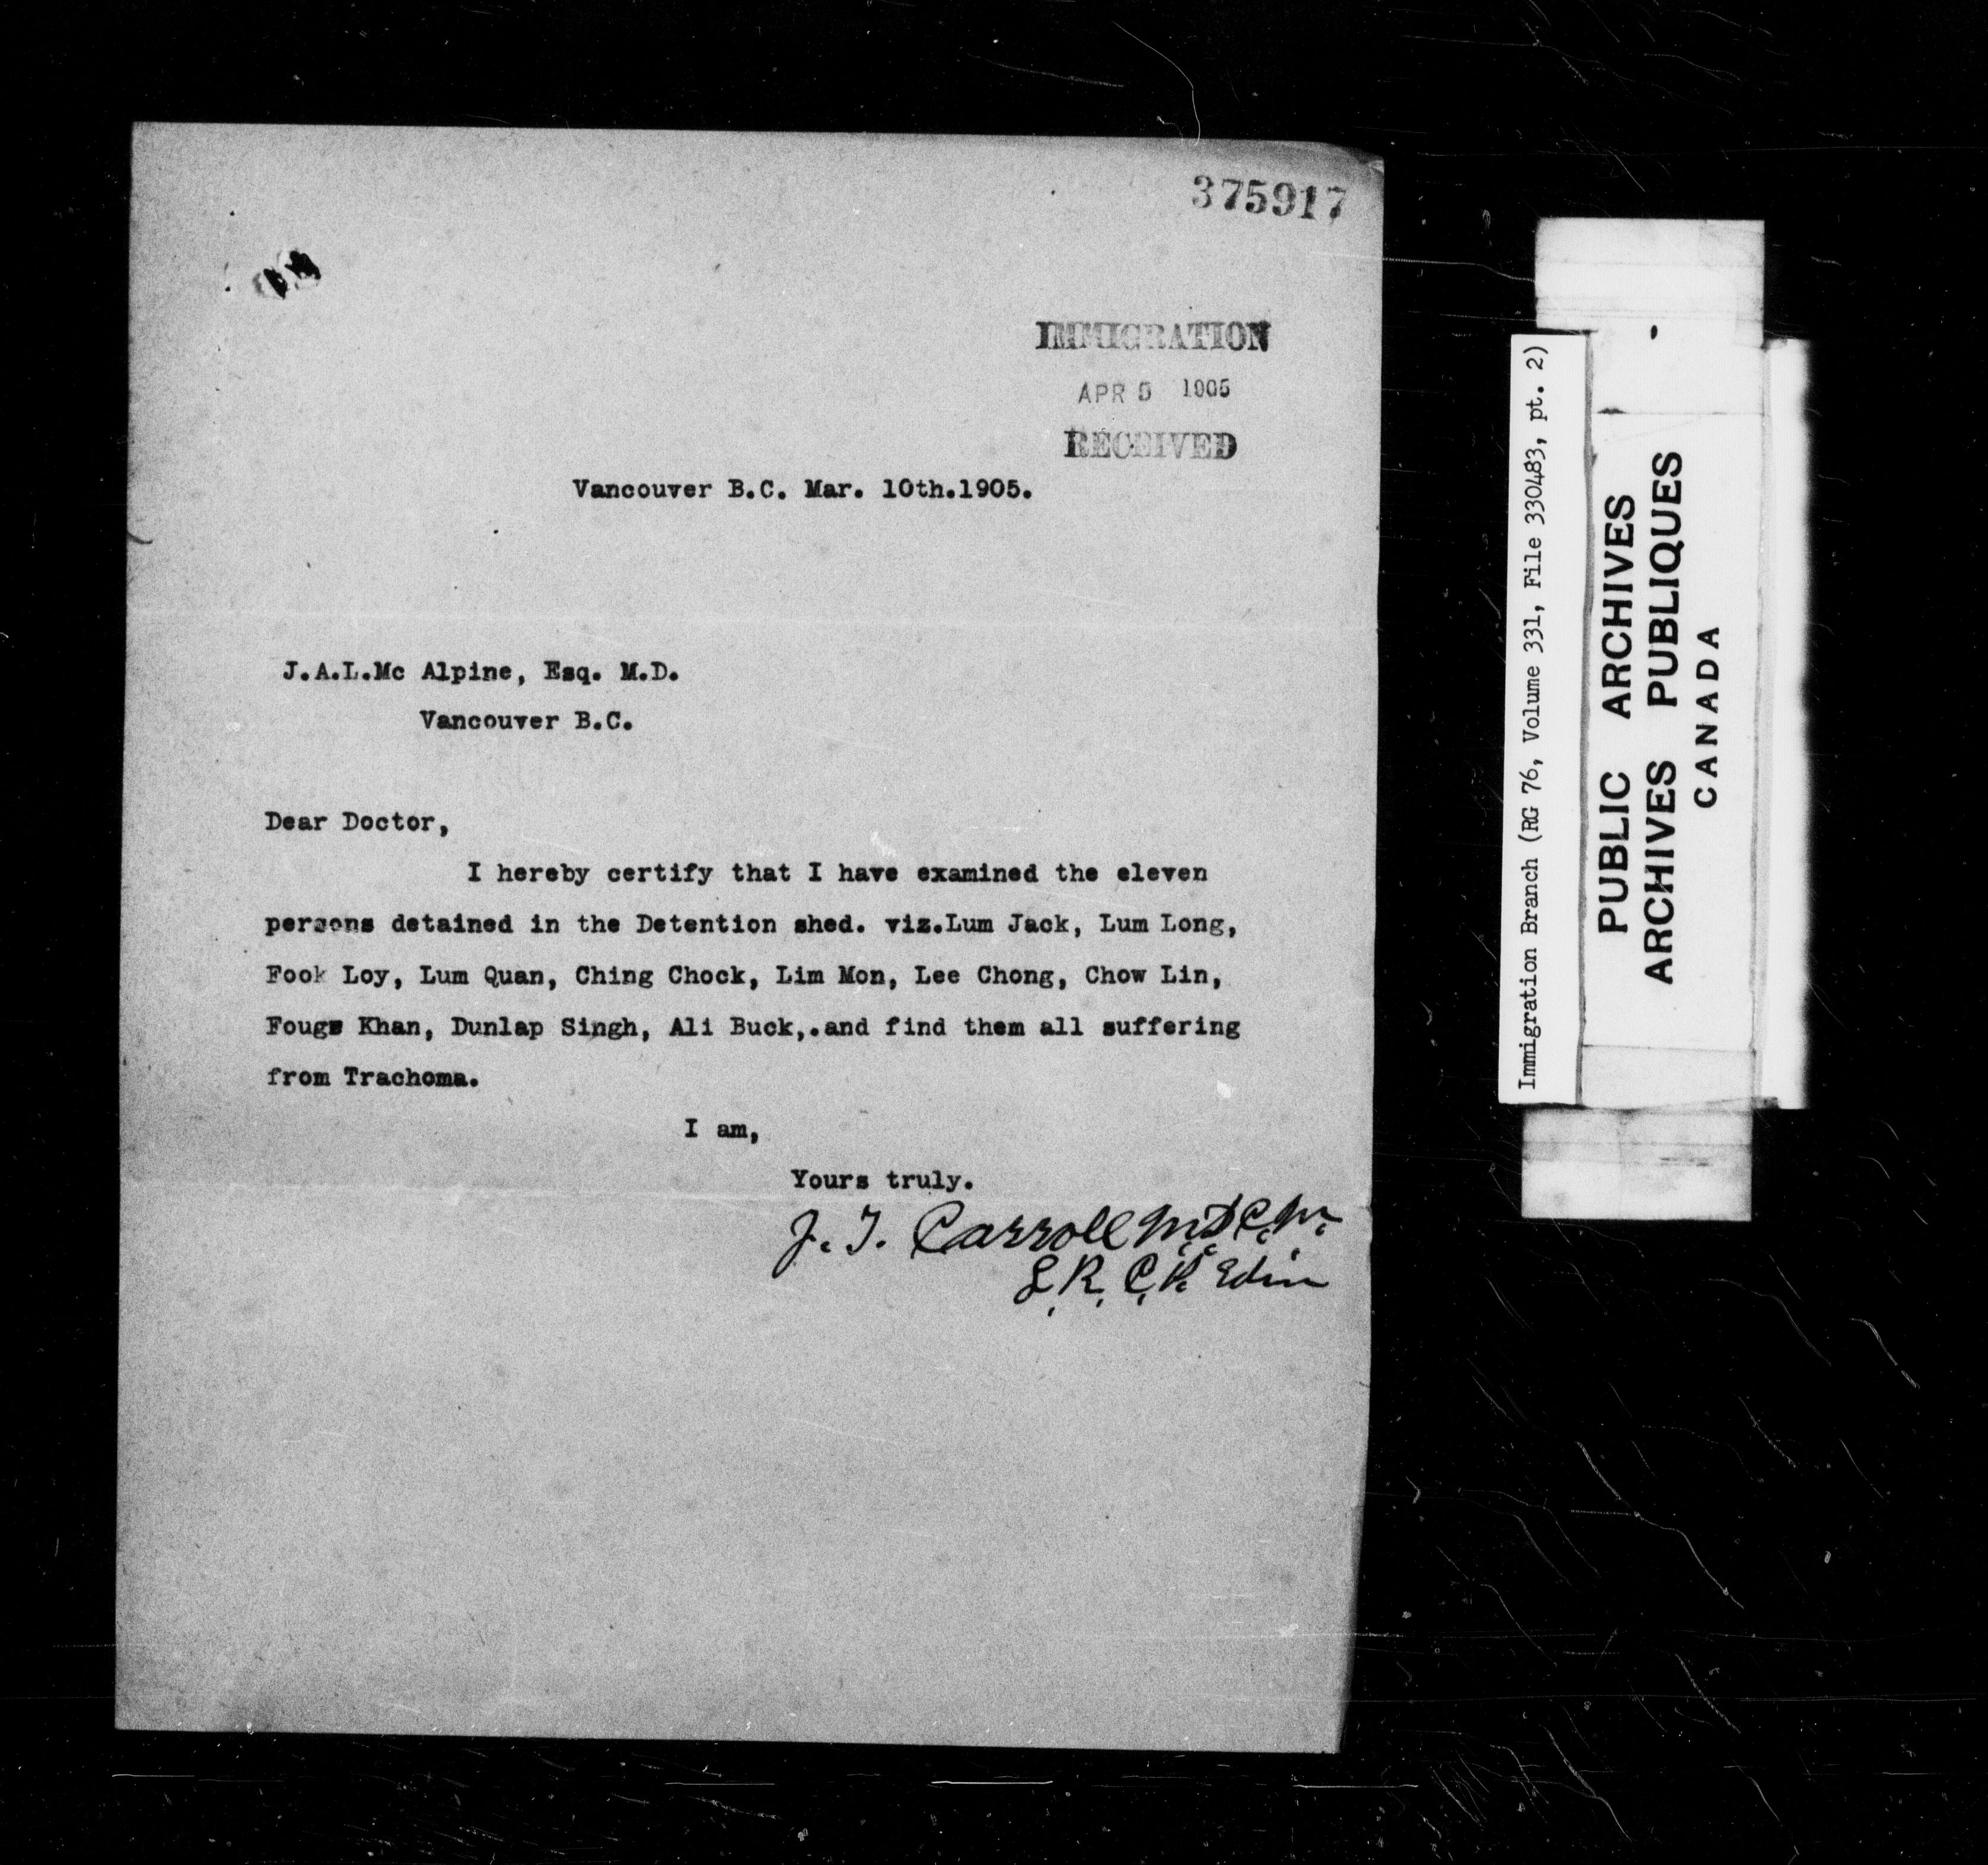 375917
IMMIGRATION
APR 5 1905
RECEIVED
Vancouver B.C. Mar. 10th.1905.
J.A.L.Mc Alpine, Esq. M.D.
Vancouver B.C.
Dear Doctor,
I hereby certify that I have examined the eleven
persons detained in the Detention shed. viz.Lum Jack, Lum Long,
Fook Loy, Lum Quan, Ching Chock, Lim Mon, Lee Chong, Chow Lin,
Fougs Khan, Dunlap Singh, Ali Buck,.and find them all suffering
from Trachoma.
I am,
Yours truly.
J. T. Carroll M.D.C.M.
L.R.C.P. Edin
Immigration Branch (RG 76, Volume 331, File 330483, pt. 2)
PUBLIC ARCHIVES
ARCHIVES PUBLIQUES
CANADA